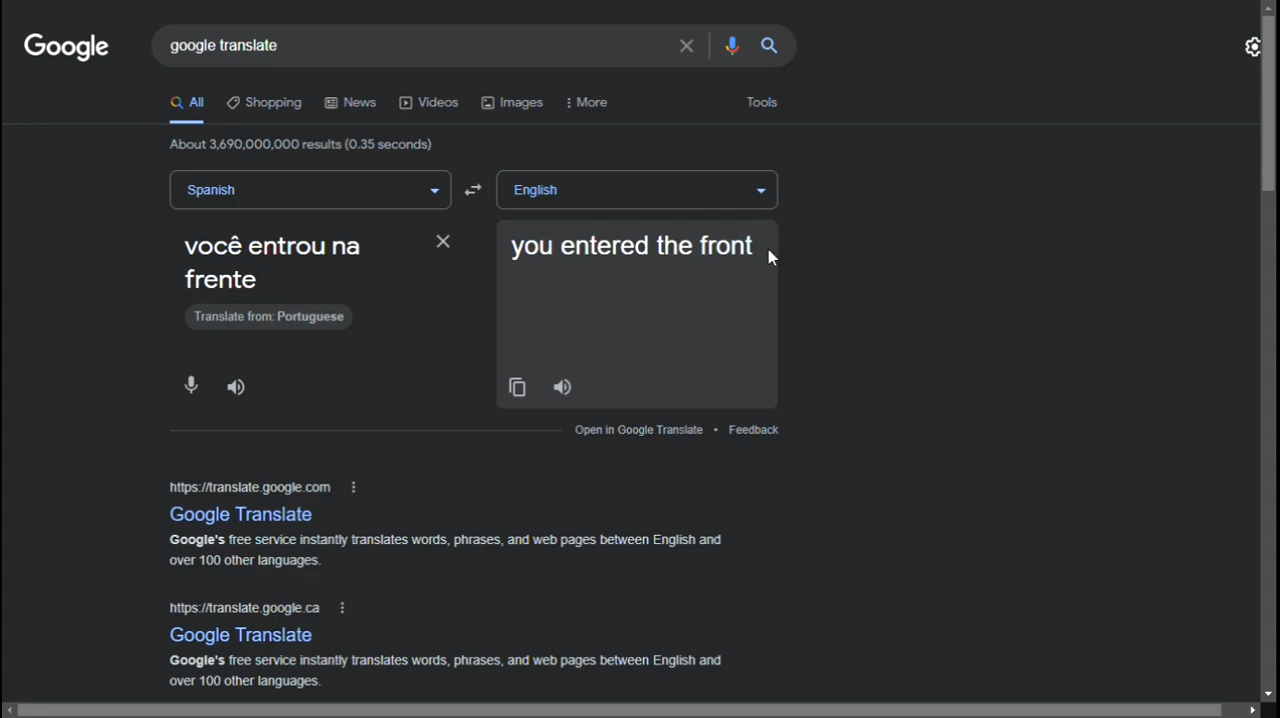 Google
google translate
All Shopping News Videos Images More Tools
About 3,690,000,000 results (0.35 seconds)
Spanish English
você entrou na
frente
Translate from: Portuguese
you entered the front
Open in Google Translate • Feedback
https://translate.google.com
Google Translate
Google's free service instantly translates words, phrases, and web pages between English and
over 100 other languages.
https://translate.google.ca
Google Translate
Google's free service instantly translates words, phrases, and web pages between English and
over 100 other languages.